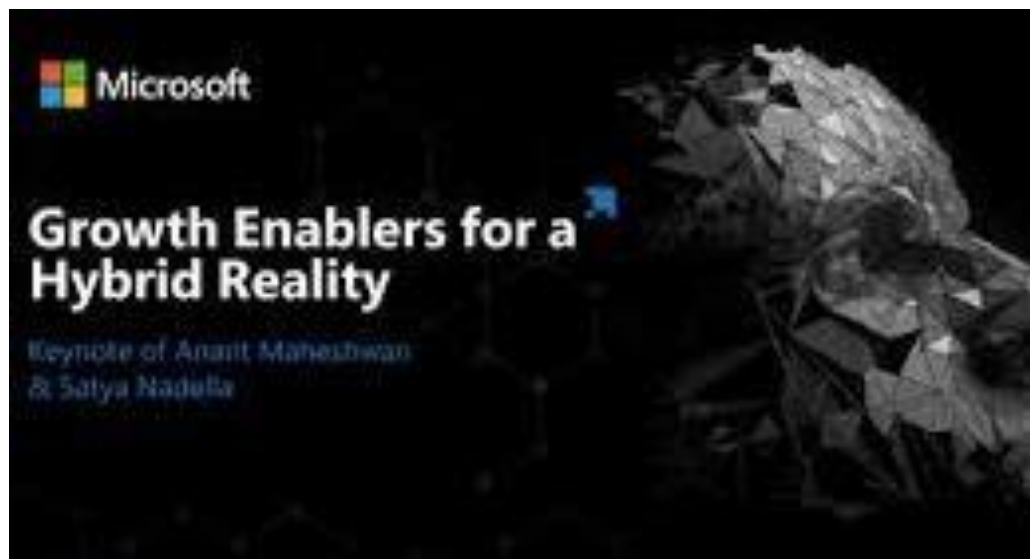 Microsoft
Growth Enablers for a
Hybrid Reality
Keynote of Anant Maheshwari
& Satya Nadella